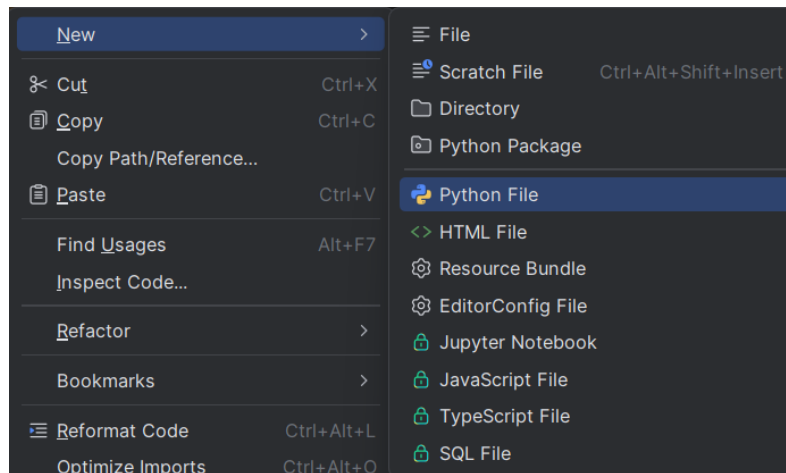 New
Cut Ctrl+X
Copy Ctrl+C
Copy Path/Reference...
Paste Ctrl+V
Find Usages Alt+F7
Inspect Code...
Refactor
Bookmarks
Reformat Code Ctrl+Alt+L
Optimize Imports Ctrl+Alt+O
File
Scratch File Ctrl+Alt+Shift+Insert
Directory
Python Package
Python File
HTML File
Resource Bundle
EditorConfig File
Jupyter Notebook
JavaScript File
TypeScript File
SQL File